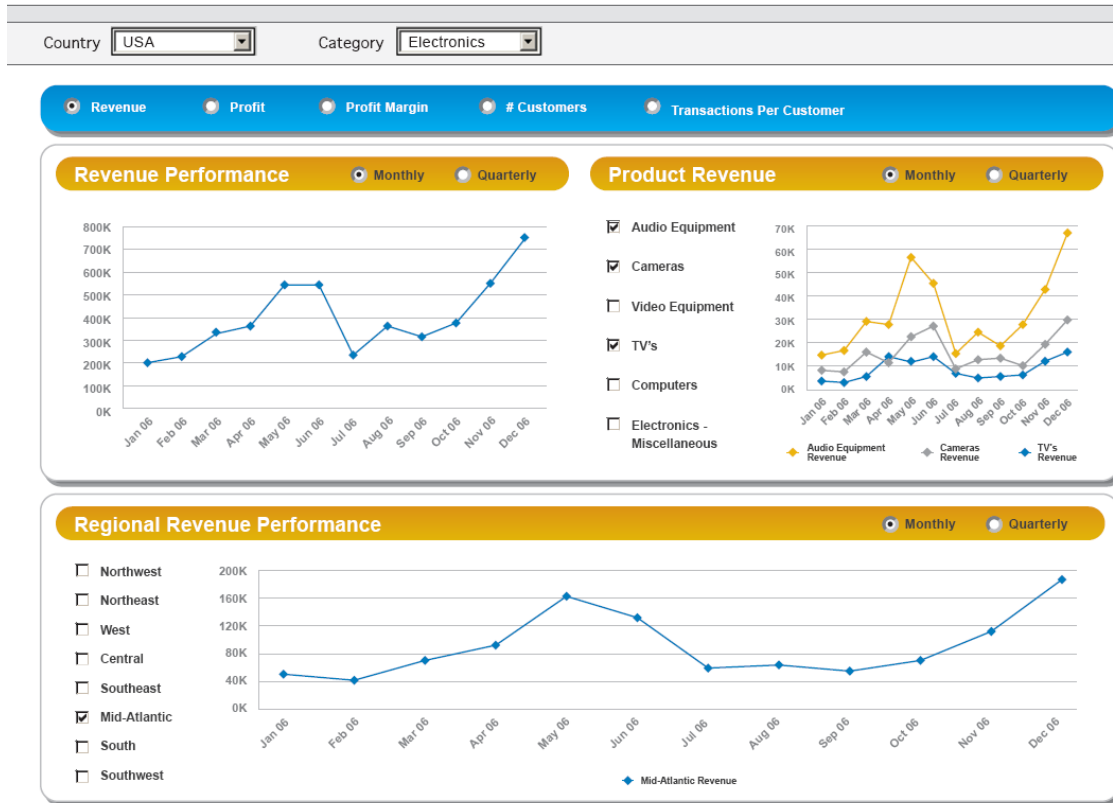 Country USA Category Electronics
Revenue Profit Profit Margin # Customers Transactions Per Customer
Revenue Performance Monthly Quarterly
800K
700K
600K
500K
400K
300K
200K
100K
0K
Jan 06 Feb 06 Mar 06 Apr 06 May 06 Jun 06 Jul 06 Aug 06 Sep 06 Oct 06 Nov 06 Dec 06
Product Revenue Monthly Quarterly
Audio Equipment
Cameras
Video Equipment
TV's
Computers
Electronics -
Miscellaneous
70K
60K
50K
40K
30K
20K
10K
0K
Jan 06 Feb 06 Mar 06 Apr 06 May 06 Jun 06 Jul 06 Aug 06 Sep 06 Oct 06 Nov 06 Dec 06
Audio Equipment
Revenue
Cameras
Revenue
TV's
Revenue
Regional Revenue Performance Monthly Quarterly
Northwest
Northeast
West
Central
Southeast
Mid-Atlantic
South
Southwest
200K
160K
120K
80K
40K
0K
Jan 06 Feb 06 Mar 06 Apr 06 May 06 Jun 06 Jul 06 Aug 06 Sep 06 Oct 06 Nov 06 Dec 06
Mid-Atlantic Revenue